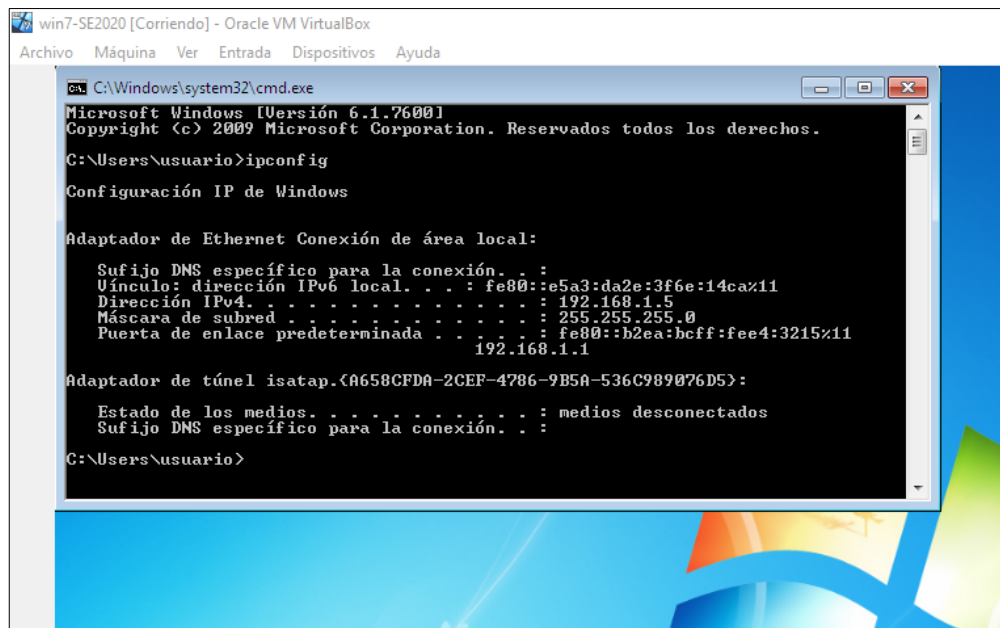 win7-SE2020 [Corriendo] - Oracle VM VirtualBox
Archivo Máquina Ver Entrada Dispositivos Ayuda
C:\Windows\system32\cmd.exe
Microsoft Windows [Versión 6.1.7600]
Copyright (c) 2009 Microsoft Corporation. Reservados todos los derechos.
C:\Users\usuario>ipconfig
Configuración IP de Windows
Adaptador de Ethernet Conexión de área local:
Sufijo DNS específico para la conexión. . :
Vínculo: dirección IPv6 local. . . : fe80::e5a3:da2e:3f6e:14ca%11
Dirección IPv4. . . . . . . . . . . . . . : 192.168.1.5
Máscara de subred . . . . . . . . . . . . : 255.255.255.0
Puerta de enlace predeterminada . . . . . : fe80::b2ea:bcff:fee4:3215%11
192.168.1.1
Adaptador de túnel isatap.{A658CFDA-2CEF-4786-9B5A-536C989076D5}:
Estado de los medios. . . . . . . . . . . : medios desconectados
Sufijo DNS específico para la conexión. . :
C:\Users\usuario>